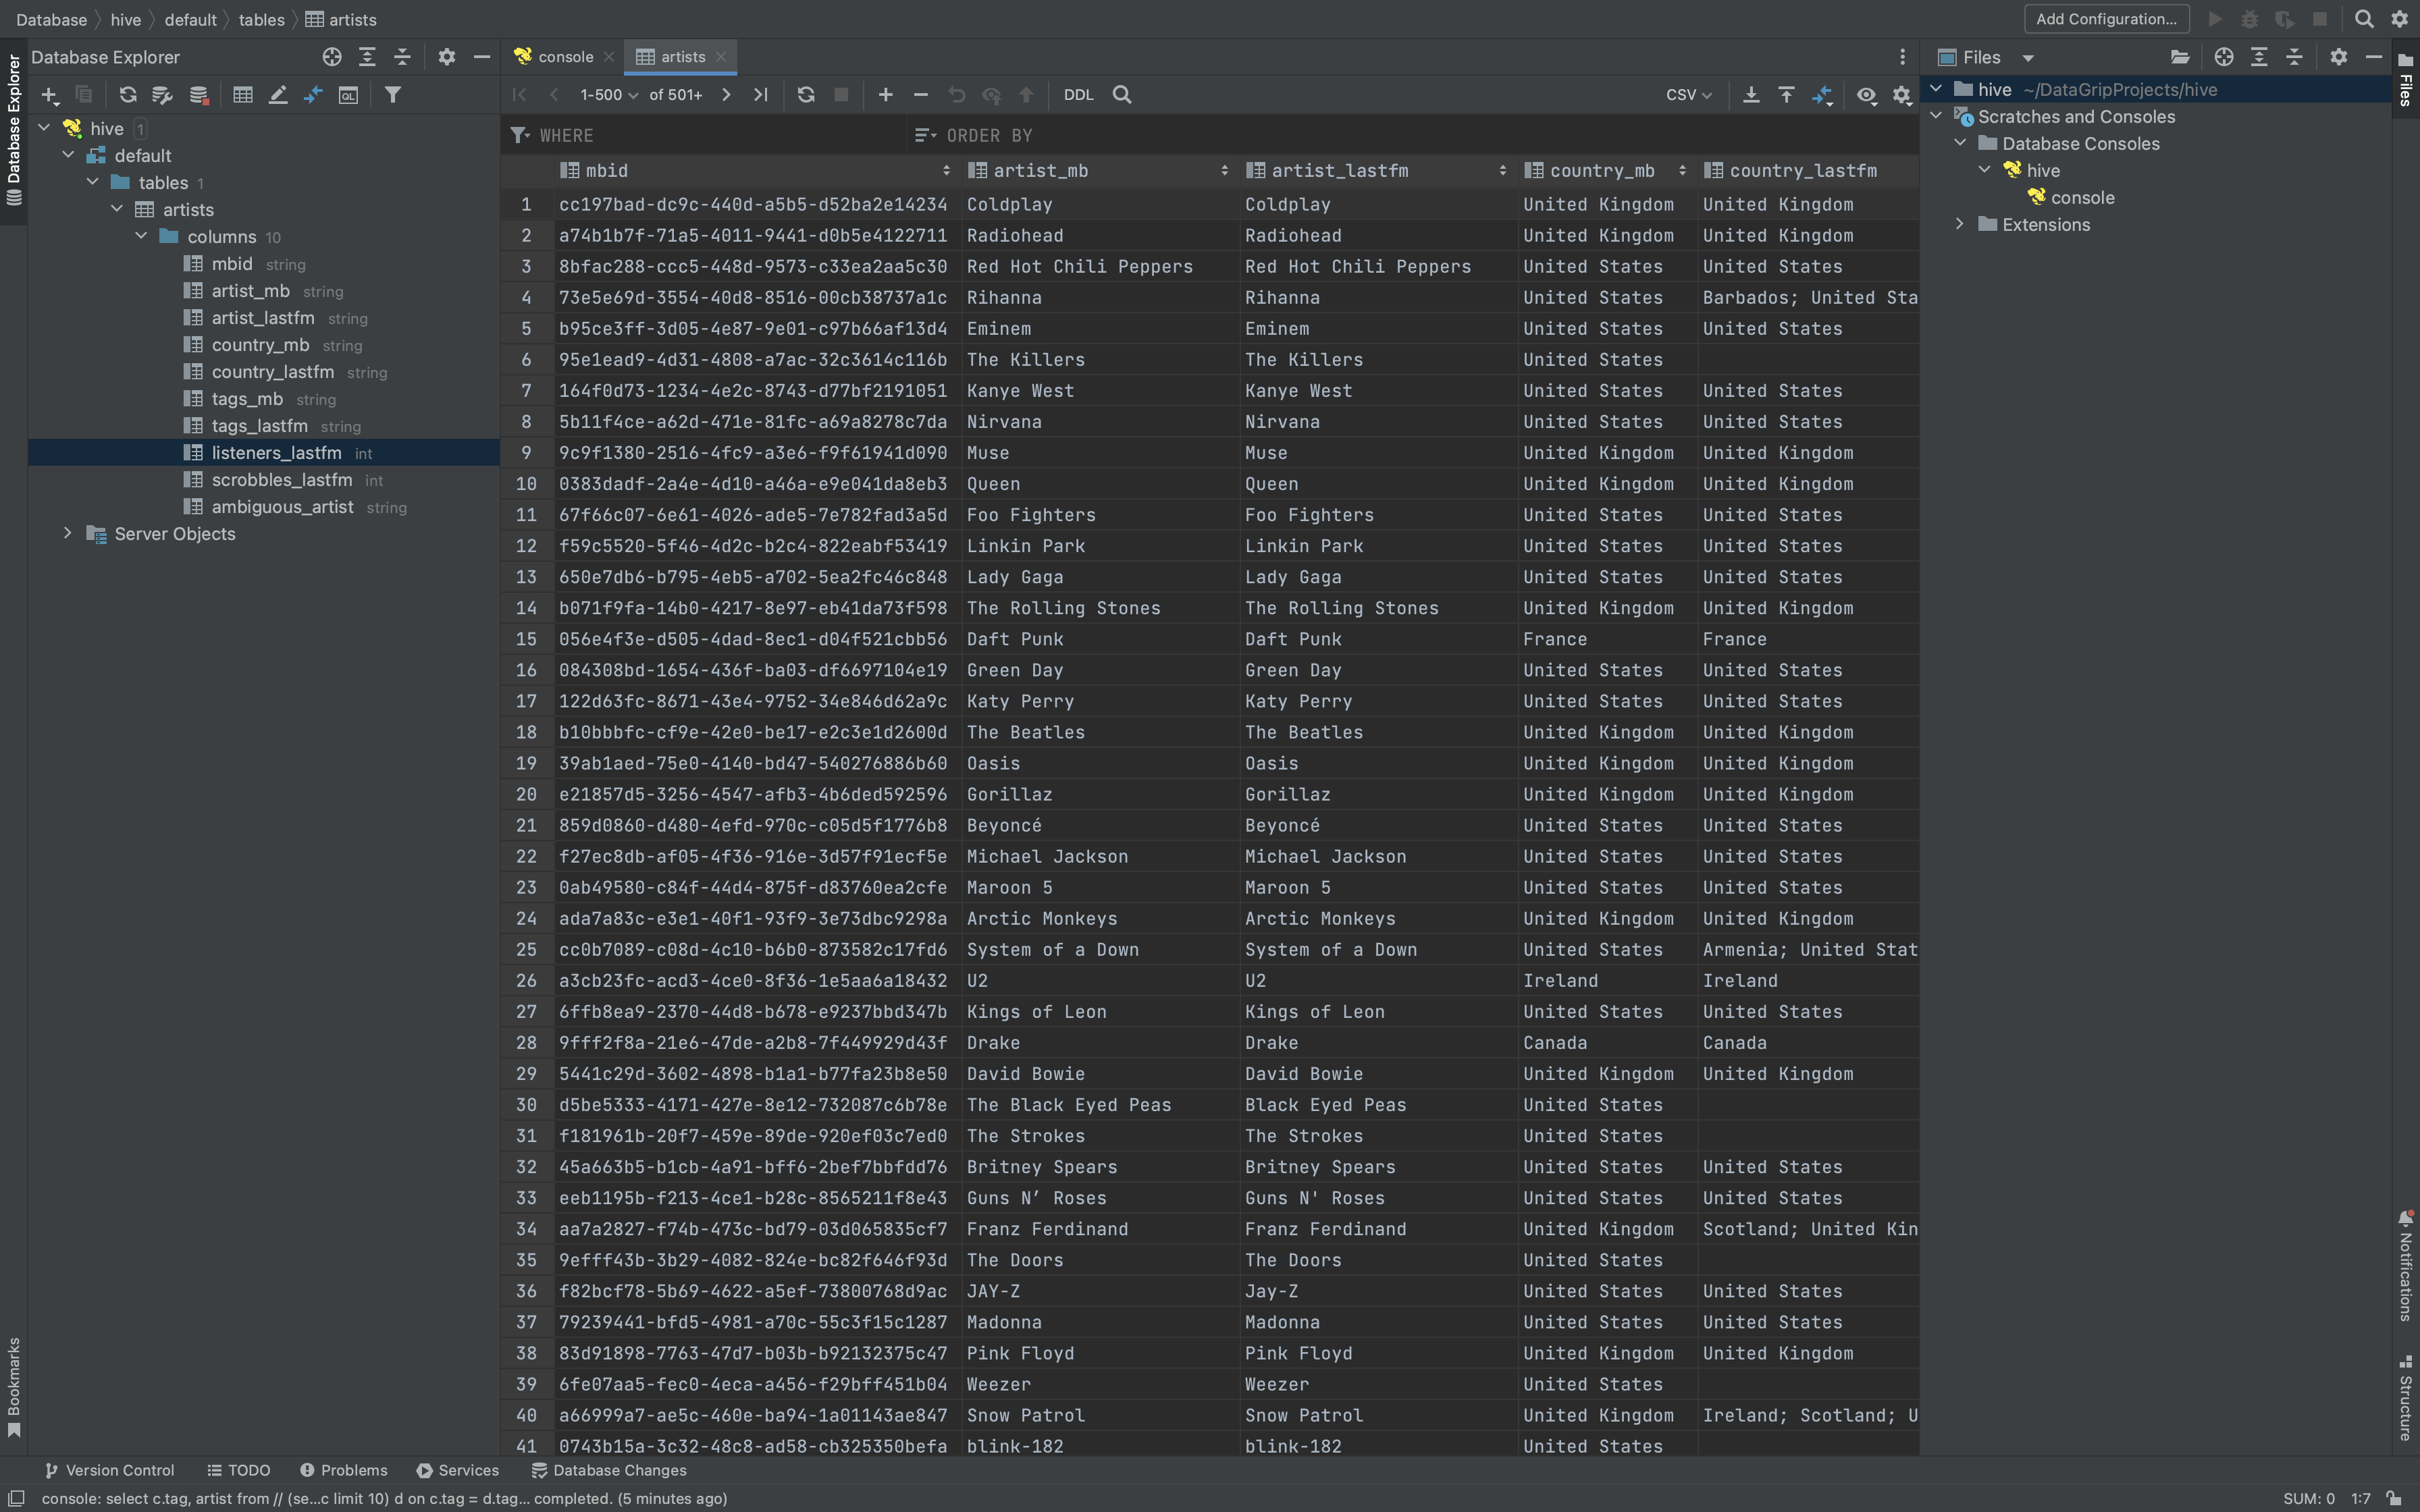 Database hive default tables artists Add Configuration...
Database Explorer
console artists
Files
1-500 of 501+ DDL CSV
hive ~/DataGripProjects/hive
Scratches and Consoles
Database Consoles
hive
console
Extensions
hive 1
default
tables 1
artists
columns 10
mbid string
artist_mb string
artist_lastfm string
country_mb string
country_lastfm string
tags_mb string
tags_lastfm string
listeners_lastfm int
scrobbles_lastfm int
ambiguous_artist string
Server Objects
WHERE ORDER BY
mbid artist_mb artist_lastfm country_mb country_lastfm
1 cc197bad-dc9c-440d-a5b5-d52ba2e14234 Coldplay Coldplay United Kingdom United Kingdom
2 a74b1b7f-71a5-4011-9441-d0b5e4122711 Radiohead Radiohead United Kingdom United Kingdom
3 8bfac288-ccc5-448d-9573-c33ea2aa5c30 Red Hot Chili Peppers Red Hot Chili Peppers United States United States
4 73e5e69d-3554-40d8-8516-00cb38737a1c Rihanna Rihanna United States Barbados; United Sta
5 b95ce3ff-3d05-4e87-9e01-c97b66af13d4 Eminem Eminem United States United States
6 95e1ead9-4d31-4808-a7ac-32c3614c116b The Killers The Killers United States
7 164f0d73-1234-4e2c-8743-d77bf2191051 Kanye West Kanye West United States United States
8 5b11f4ce-a62d-471e-81fc-a69a8278c7da Nirvana Nirvana United States United States
9 9c9f1380-2516-4fc9-a3e6-f9f61941d090 Muse Muse United Kingdom United Kingdom
10 0383dadf-2a4e-4d10-a46a-e9e041da8eb3 Queen Queen United Kingdom United Kingdom
11 67f66c07-6e61-4026-ade5-7e782fad3a5d Foo Fighters Foo Fighters United States United States
12 f59c5520-5f46-4d2c-b2c4-822eabf53419 Linkin Park Linkin Park United States United States
13 650e7db6-b795-4eb5-a702-5ea2fc46c848 Lady Gaga Lady Gaga United States United States
14 b071f9fa-14b0-4217-8e97-eb41da73f598 The Rolling Stones The Rolling Stones United Kingdom United Kingdom
15 056e4f3e-d505-4dad-8ec1-d04f521cbb56 Daft Punk Daft Punk France France
16 084308bd-1654-436f-ba03-df6697104e19 Green Day Green Day United States United States
17 122d63fc-8671-43e4-9752-34e846d62a9c Katy Perry Katy Perry United States United States
18 b10bbbfc-cf9e-42e0-be17-e2c3e1d2600d The Beatles The Beatles United Kingdom United Kingdom
19 39ab1aed-75e0-4140-bd47-540276886b60 Oasis Oasis United Kingdom United Kingdom
20 e21857d5-3256-4547-afb3-4b6ded592596 Gorillaz Gorillaz United Kingdom United Kingdom
21 859d0860-d480-4efd-970c-c05d5f1776b8 Beyoncé Beyoncé United States United States
22 f27ec8db-af05-4f36-916e-3d57f91ecf5e Michael Jackson Michael Jackson United States United States
23 0ab49580-c84f-44d4-875f-d83760ea2cfe Maroon 5 Maroon 5 United States United States
24 ada7a83c-e3e1-40f1-93f9-3e73dbc9298a Arctic Monkeys Arctic Monkeys United Kingdom United Kingdom
25 cc0b7089-c08d-4c10-b6b0-873582c17fd6 System of a Down System of a Down United States Armenia; United Stat
26 a3cb23fc-acd3-4ce0-8f36-1e5aa6a18432 U2 U2 Ireland Ireland
27 6ffb8ea9-2370-44d8-b678-e9237bbd347b Kings of Leon Kings of Leon United States United States
28 9fff2f8a-21e6-47de-a2b8-7f449929d43f Drake Drake Canada Canada
29 5441c29d-3602-4898-b1a1-b77fa23b8e50 David Bowie David Bowie United Kingdom United Kingdom
30 d5be5333-4171-427e-8e12-732087c6b78e The Black Eyed Peas Black Eyed Peas United States
31 f181961b-20f7-459e-89de-920ef03c7ed0 The Strokes The Strokes United States
32 45a663b5-b1cb-4a91-bff6-2bef7bbfdd76 Britney Spears Britney Spears United States United States
33 eeb1195b-f213-4ce1-b28c-8565211f8e43 Guns N’ Roses Guns N' Roses United States United States
34 aa7a2827-f74b-473c-bd79-03d065835cf7 Franz Ferdinand Franz Ferdinand United Kingdom Scotland; United Kin
35 9efff43b-3b29-4082-824e-bc82f646f93d The Doors The Doors United States
36 f82bcf78-5b69-4622-a5ef-73800768d9ac JAY-Z Jay-Z United States United States
37 79239441-bfd5-4981-a70c-55c3f15c1287 Madonna Madonna United States United States
38 83d91898-7763-47d7-b03b-b92132375c47 Pink Floyd Pink Floyd United Kingdom United Kingdom
39 6fe07aa5-fec0-4eca-a456-f29bff451b04 Weezer Weezer United States
40 a66999a7-ae5c-460e-ba94-1a01143ae847 Snow Patrol Snow Patrol United Kingdom Ireland; Scotland; U
41 0743b15a-3c32-48c8-ad58-cb325350befa blink-182 blink-182 United States
Database Explorer
Bookmarks
Files
Notifications
Structure
Version Control TODO Problems Services Database Changes
console: select c.tag, artist from // (se...c limit 10) d on c.tag = d.tag... completed. (5 minutes ago) SUM: 0 1:7